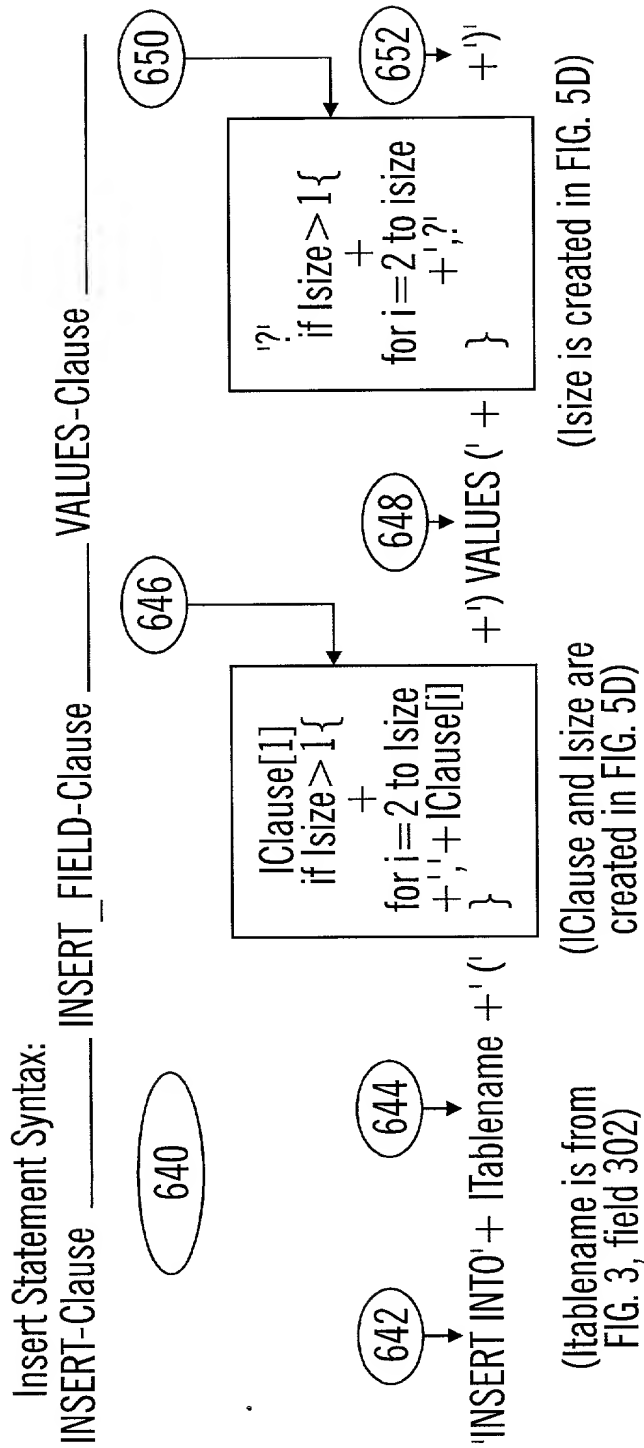 Insert Statement Syntax:
INSERT-Clause ______ INSERT_FIELD-Clause ______ VALUES-Clause ______
640
646
650
IClause[1]
if Isize > 1{
+
for i=2 to Isize
+','+ IClause[i]
}
'?'
if Isize > 1{
+
for i=2 to isize
+',?'
}
642
644
648
652
'INSERT INTO'+ ITablename +' ('
+') VALUES (' +
+')'
(Itablename is from
FIG. 3, field 302)
(IClause and Isize are
created in FIG. 5D)
(Isize is created in FIG. 5D)